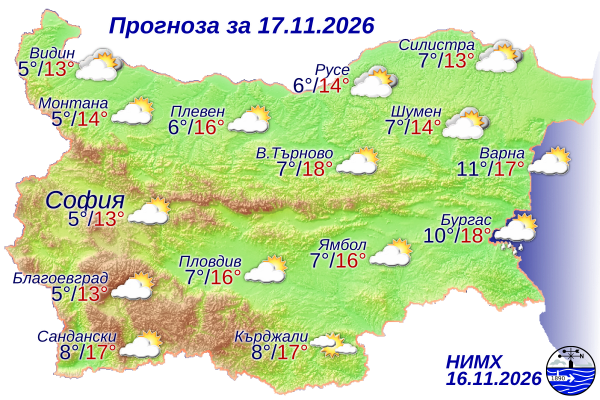 Прогноза за 17.11.2026
Видин
5°/13°
Силистра
7°/13°
Русе
6°/14°
Монтана
5°/14°
Плевен
6°/16°
Шумен
7°/14°
В.Търново
7°/18°
Варна
11°/17°
София
5°/13°
Бургас
10°/18°
Ямбол
7°/16°
Пловдив
7°/16°
Благоевград
5°/13°
Сандански
8°/17°
Кърджали
8°/17°
НИМХ
16.11.2026
1890